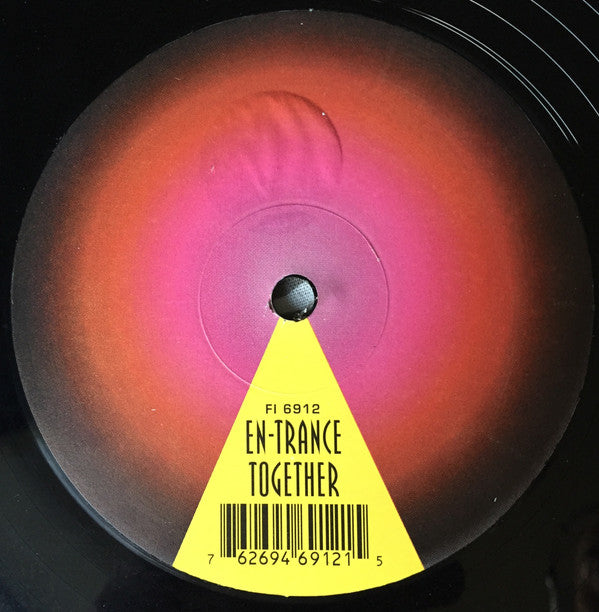 FI 6912
EN-TRANCE
TOGETHER
7 62694 69121 5